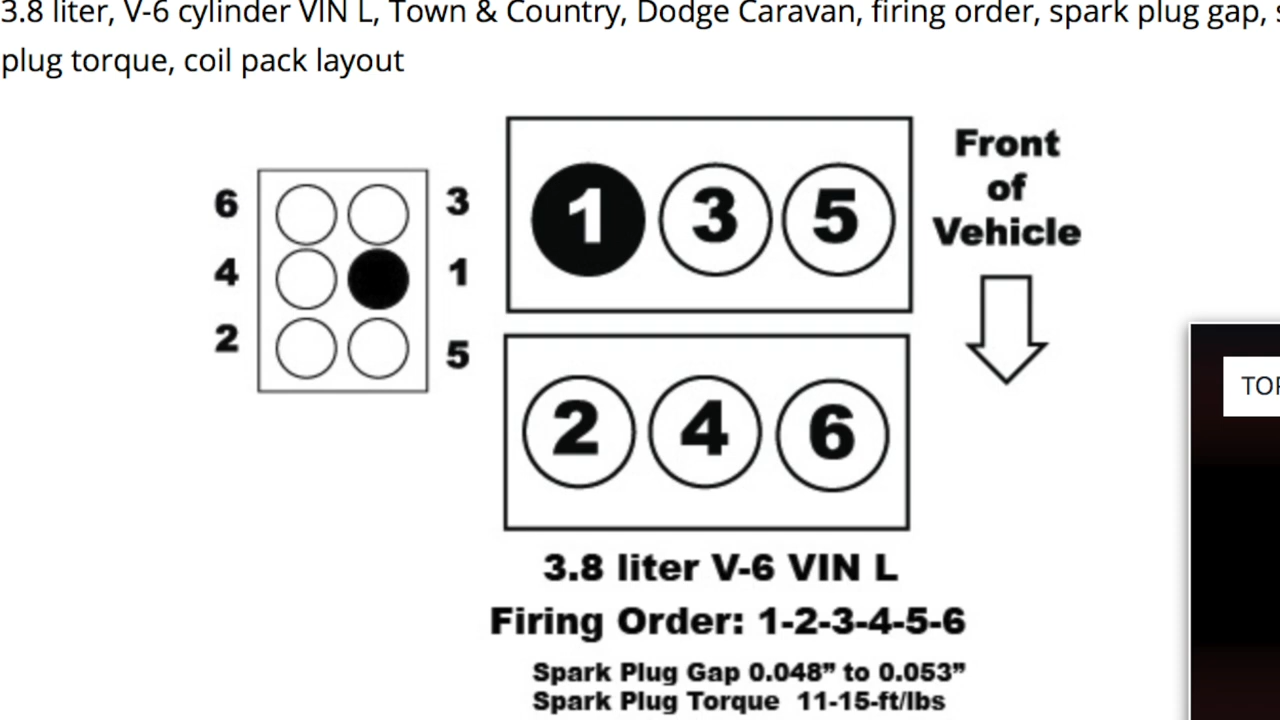 3.8 liter, V-6 cylinder VIN L, Town & Country, Dodge Caravan, firing order, spark plug gap,
plug torque, coil pack layout
6 3
4 1
2 5
1 3 5
Front
of
Vehicle
2 4 6
TOP
3.8 liter V-6 VIN L
Firing Order: 1-2-3-4-5-6
Spark Plug Gap 0.048” to 0.053”
Spark Plug Torque 11-15-ft/lbs